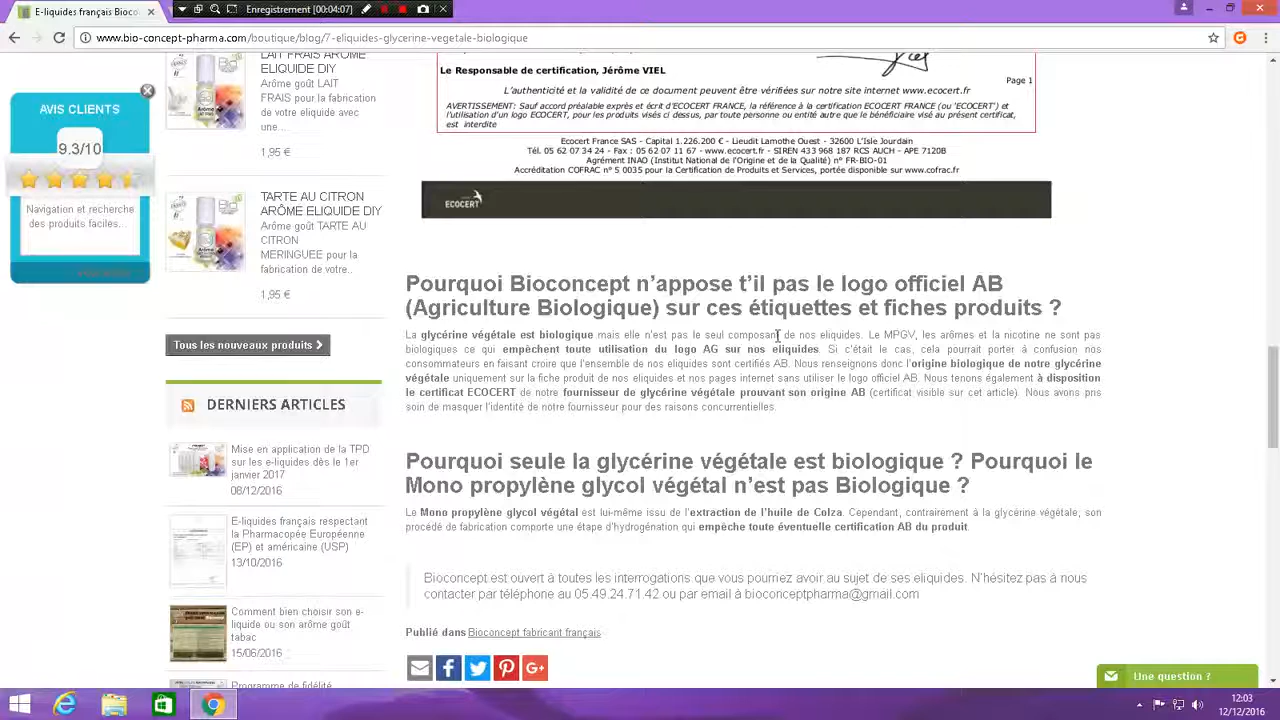 E-liquides français Bioco
Enregistrement [00:04:07]
www.bio-concept-pharma.com/boutique/blog/7-eliquides-glycerine-vegetale-biologique
AVIS CLIENTS
9.3/10
Navigation et recherche
des produits faciles...
LAIT FRAIS AROME
ELIQUIDE DIY
Arôme goût LAIT
FRAIS pour la fabrication
de votre eliquide avec
une...
1,95 €
TARTE AU CITRON
ARÔME ELIQUIDE DIY
Arôme goût TARTE AU
CITRON
MERINGUEE pour la
fabrication de votre..
1,95 €
Tous les nouveaux produits
DERNIERS ARTICLES
Mise en application de la TPD
sur les e-liquides dès le 1er
janvier 2017
08/12/2016
E-liquides français respectant
la Pharmacopée Européenne
(EP) et américaine (USP)
13/10/2016
Comment bien choisir son e-
liquide ou son arôme goût
tabac
15/06/2016
Programme de fidélité
Le Responsable de certification, Jérôme VIEL
Page 1
L'authenticité et la validité de ce document peuvent être vérifiées sur notre site internet www.ecocert.fr
AVERTISSEMENT: Sauf accord préalable exprès et écrit d'ECOCERT FRANCE, la référence à la certification ECOCERT FRANCE (ou 'ECOCERT') et
l'utilisation d'un logo ECOCERT, pour les produits visés ci dessus, par toute personne ou entité autre que le bénéficiaire visé au présent certificat,
est interdite
Ecocert France SAS - Capital 1.226.200 € - Lieudit Lamothe Ouest - 32600 L'Isle Jourdain
Tél. 05 62 07 34 24 - Fax : 05 62 07 11 67 - www.ecocert.fr - SIREN 433 968 187 RCS AUCH - APE 7120B
Agrément INAO (Institut National de l'Origine et de la Qualité) n° FR-BIO-01
Accréditation COFRAC n° 5 0035 pour la Certification de Produits et Services, portée disponible sur www.cofrac.fr
ECOCERT
Pourquoi Bioconcept n'appose t'il pas le logo officiel AB
(Agriculture Biologique) sur ces étiquettes et fiches produits ?
La glycérine végétale est biologique mais elle n'est pas le seul composant de nos eliquides. Le MPGV, les arômes et la nicotine ne sont pas
biologiques ce qui empêchent toute utilisation du logo AG sur nos eliquides. Si c'était le cas, cela pourrait porter à confusion nos
consommateurs en faisant croire que l'ensemble de nos eliquides sont certifiés AB. Nous renseignons donc l'origine biologique de notre glycérine
végétale uniquement sur la fiche produit de nos eliquides et nos pages internet sans utiliser le logo officiel AB. Nous tenons également à disposition
le certificat ECOCERT de notre fournisseur de glycérine végétale prouvant son origine AB (certificat visible sur cet article). Nous avons pris
soin de masquer l'identité de notre fournisseur pour des raisons concurrentielles.
Pourquoi seule la glycérine végétale est biologique ? Pourquoi le
Mono propylène glycol végétal n'est pas Biologique ?
Le Mono propylène glycol végétal est lui-même issu de l'extraction de l'huile de Colza. Cependant, contrairement à la glycérine végétale, son
procédé de fabrication comporte une étape d'hydrogénation qui empêche toute éventuelle certification AB du produit.
Bioconcept est ouvert à toutes les informations que vous pourriez avoir au sujet de nos eliquides. N'hésitez pas à nous
contacter par téléphone au 05.49.24.71.42 ou par email à bioconceptpharma@gmail.com
Publié dans Bioconcept fabricant français
Une question ?
12:03
12/12/2016